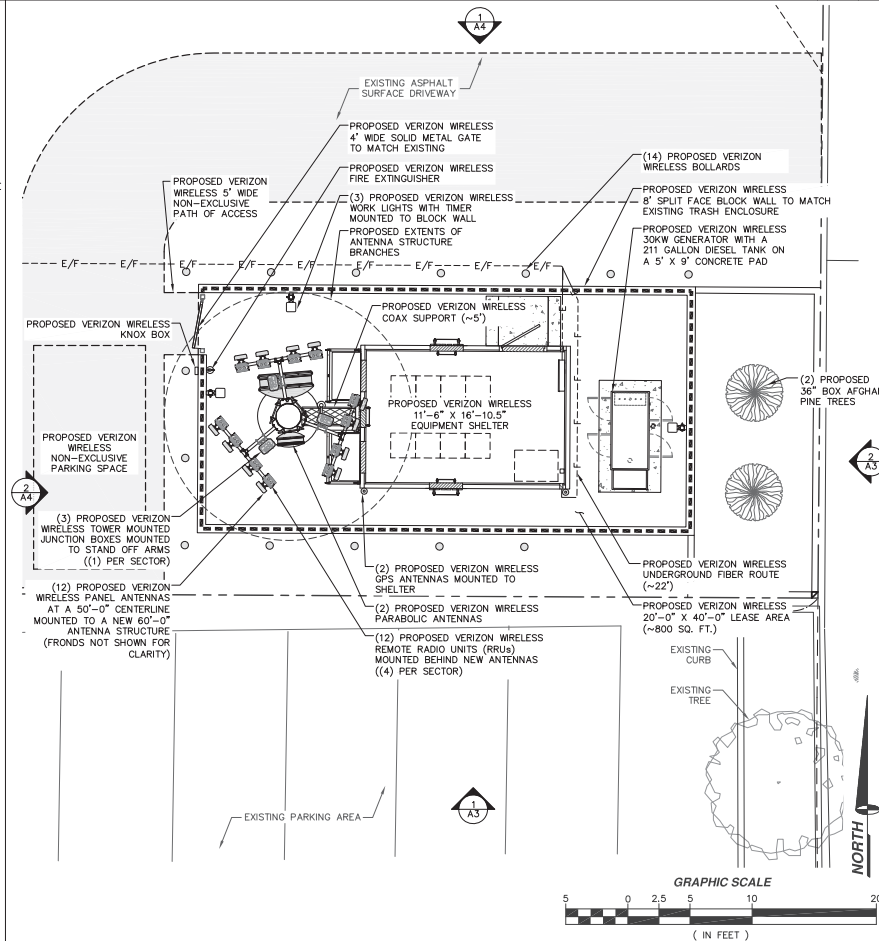 1
A4
EXISTING ASPHALT
SURFACE DRIVEWAY
PROPOSED VERIZON WIRELESS
4' WIDE SOLID METAL GATE
TO MATCH EXISTING
PROPOSED VERIZON WIRELESS
FIRE EXTINGUISHER
(3) PROPOSED VERIZON WIRELESS
WORK LIGHTS WITH TIMER
MOUNTED TO BLOCK WALL
PROPOSED EXTENTS OF
ANTENNA STRUCTURE
BRANCHES
PROPOSED VERIZON
WIRELESS 5' WIDE
NON-EXCLUSIVE
PATH OF ACCESS
(14) PROPOSED VERIZON
WIRELESS BOLLARDS
PROPOSED VERIZON WIRELESS
8' SPLIT FACE BLOCK WALL TO MATCH
EXISTING TRASH ENCLOSURE
PROPOSED VERIZON WIRELESS
30KW GENERATOR WITH A
211 GALLON DIESEL TANK ON
A 5' X 9' CONCRETE PAD
E/F E/F E/F E/F E/F E/F E/F E/F
PROPOSED VERIZON WIRELESS
COAX SUPPORT (~5')
PROPOSED VERIZON WIRELESS
KNOX BOX
PROPOSED VERIZON WIRELESS
11'-6" X 16'-10.5"
EQUIPMENT SHELTER
(2) PROPOSED
36" BOX AFGHA
PINE TREES
PROPOSED VERIZON
WIRELESS
NON-EXCLUSIVE
PARKING SPACE
2
A4
2
A3
(3) PROPOSED VERIZON
WIRELESS TOWER MOUNTED
JUNCTION BOXES MOUNTED
TO STAND OFF ARMS
((1) PER SECTOR)
(12) PROPOSED VERIZON
WIRELESS PANEL ANTENNAS
AT A 50'-0" CENTERLINE
MOUNTED TO A NEW 60'-0"
ANTENNA STRUCTURE
(FRONDS NOT SHOWN FOR
CLARITY)
(2) PROPOSED VERIZON WIRELESS
GPS ANTENNAS MOUNTED TO
SHELTER
(2) PROPOSED VERIZON WIRELESS
PARABOLIC ANTENNAS
(12) PROPOSED VERIZON WIRELESS
REMOTE RADIO UNITS (RRUs)
MOUNTED BEHIND NEW ANTENNAS
((4) PER SECTOR)
PROPOSED VERIZON WIRELESS
UNDERGROUND FIBER ROUTE
(~22')
PROPOSED VERIZON WIRELESS
20'-0" X 40'-0" LEASE AREA
(~800 SQ. FT.)
EXISTING
CURB
EXISTING
TREE
EXISTING PARKING AREA
1
A3
NORTH
GRAPHIC SCALE
5 0 2.5 5 10 20
( IN FEET )